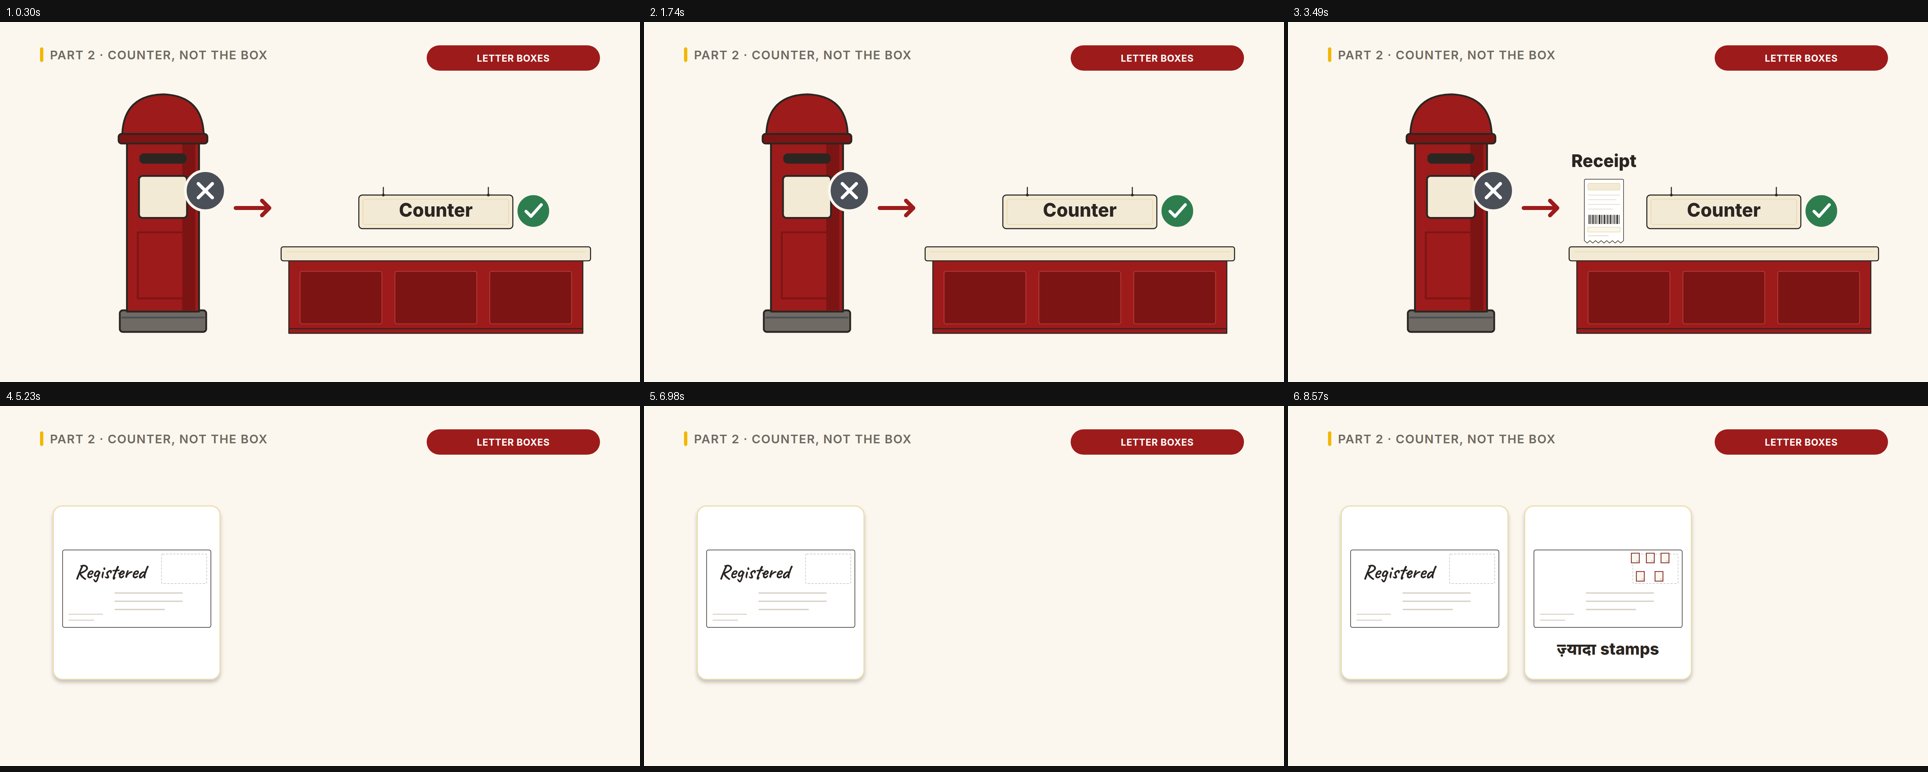 1. 0.30s
PART 2 · COUNTER, NOT THE BOX
LETTER BOXES
Counter
2. 1.74s
PART 2 · COUNTER, NOT THE BOX
LETTER BOXES
Counter
3. 3.49s
PART 2 · COUNTER, NOT THE BOX
LETTER BOXES
Receipt
Counter
4. 5.23s
PART 2 · COUNTER, NOT THE BOX
LETTER BOXES
Registered
5. 6.98s
PART 2 · COUNTER, NOT THE BOX
LETTER BOXES
Registered
6. 8.57s
PART 2 · COUNTER, NOT THE BOX
LETTER BOXES
Registered
ज़्यादा stamps